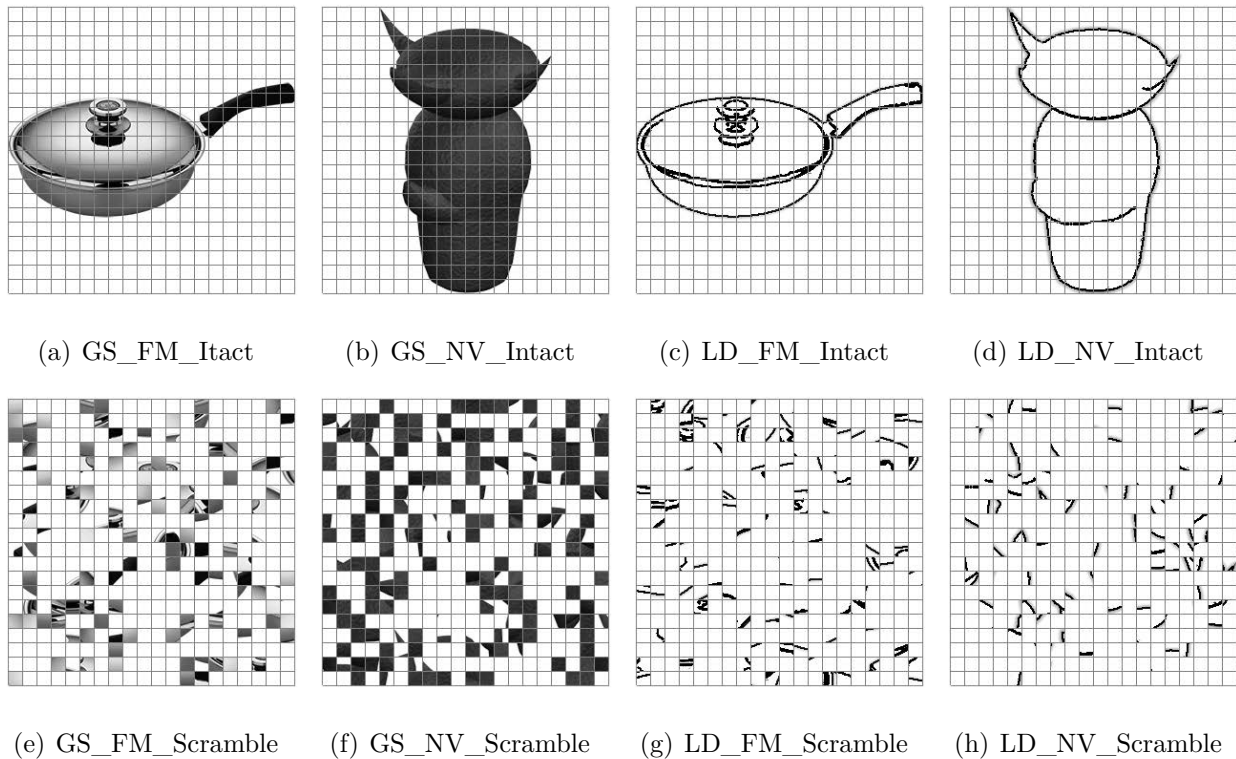 (a) GS_FM_Itact
(b) GS_NV_Intact
(c) LD_FM_Intact
(d) LD_NV_Intact
(e) GS_FM_Scramble
(f) GS_NV_Scramble
(g) LD_FM_Scramble
(h) LD_NV_Scramble